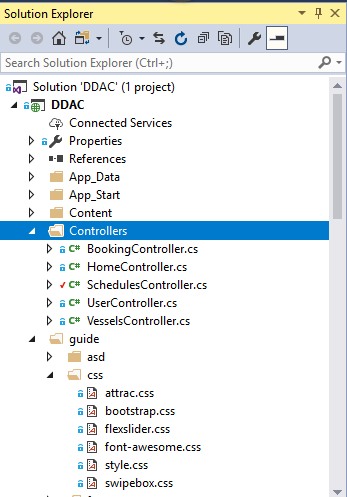 Solution Explorer
Search Solution Explorer (Ctrl+;)
Solution 'DDAC' (1 project)
DDAC
Connected Services
Properties
References
App_Data
App_Start
Content
Controllers
C# BookingController.cs
C# HomeController.cs
C# SchedulesController.cs
C# UserController.cs
C# VesselsController.cs
guide
asd
css
attrac.css
bootstrap.css
flexslider.css
font-awesome.css
style.css
swipebox.css